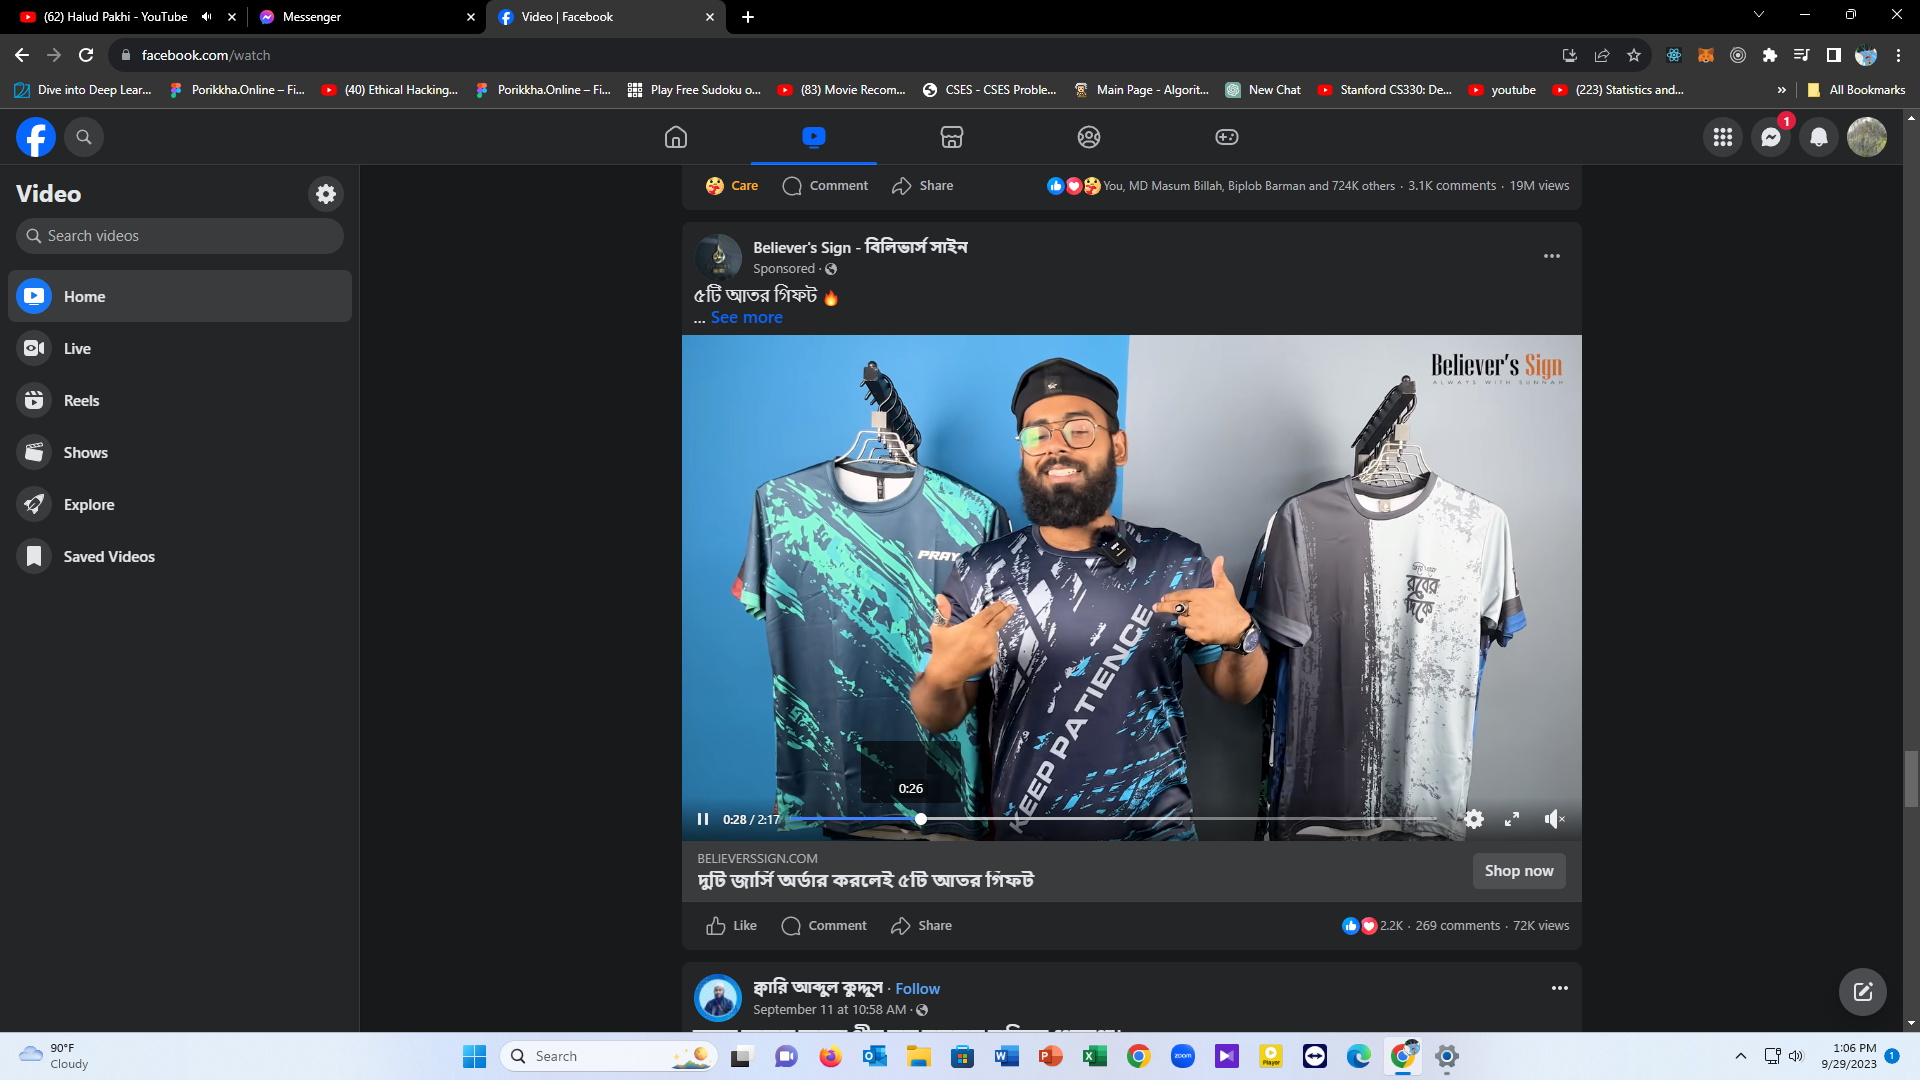 (62) Halud Pakhi - YouTube
Messenger
Video | Facebook
facebook.com/watch
Dive into Deep Lear...
Porikkha.Online – Fi...
(40) Ethical Hacking...
Porikkha.Online – Fi...
Play Free Sudoku o...
(83) Movie Recom...
CSES - CSES Proble...
Main Page - Algorit...
New Chat
Stanford CS330: De...
youtube
(223) Statistics and...
»
All Bookmarks
1
Video
Search videos
Home
Live
Reels
Shows
Explore
Saved Videos
Care
Comment
Share
You, MD Masum Billah, Biplob Barman and 724K others · 3.1K comments · 19M views
Believer's Sign - বিলিভার্স সাইন
Sponsored ·
৫টি আতর গিফট 🔥
... See more
Believer's Sign
ALWAYS WITH SUNNAH
PRAY
KEEP PATIENCE
রবের
দিকে
0:26
0:28 / 2:17
BELIEVERSSIGN.COM
দুটি জার্সি অর্ডার করলেই ৫টি আতর গিফট
Shop now
Like
Comment
Share
2.2K · 269 comments · 72K views
ক্বারি আব্দুল কুদ্দুস · Follow
September 11 at 10:58 AM ·
90°F
Cloudy
Search
zoom
Player
1:06 PM
9/29/2023
1